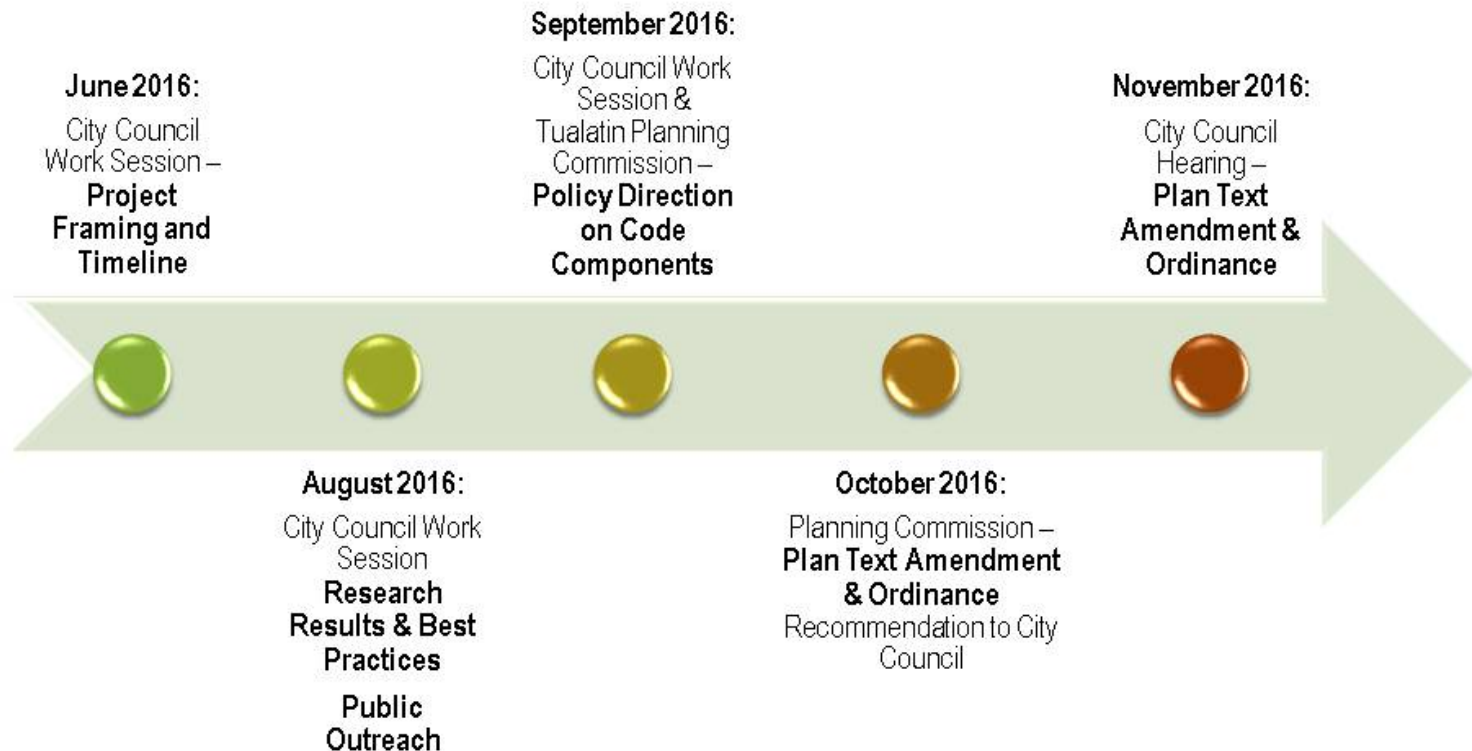 June 2016:
City Council
Work Session –
Project
Framing and
Timeline
August 2016:
City Council Work
Session
Research
Results & Best
Practices
Public
Outreach
September 2016:
City Council Work
Session &
Tualatin Planning
Commission –
Policy Direction
on Code
Components
October 2016:
Planning Commission –
Plan Text Amendment
& Ordinance
Recommendation to City
Council
November 2016:
City Council
Hearing –
Plan Text
Amendment &
Ordinance